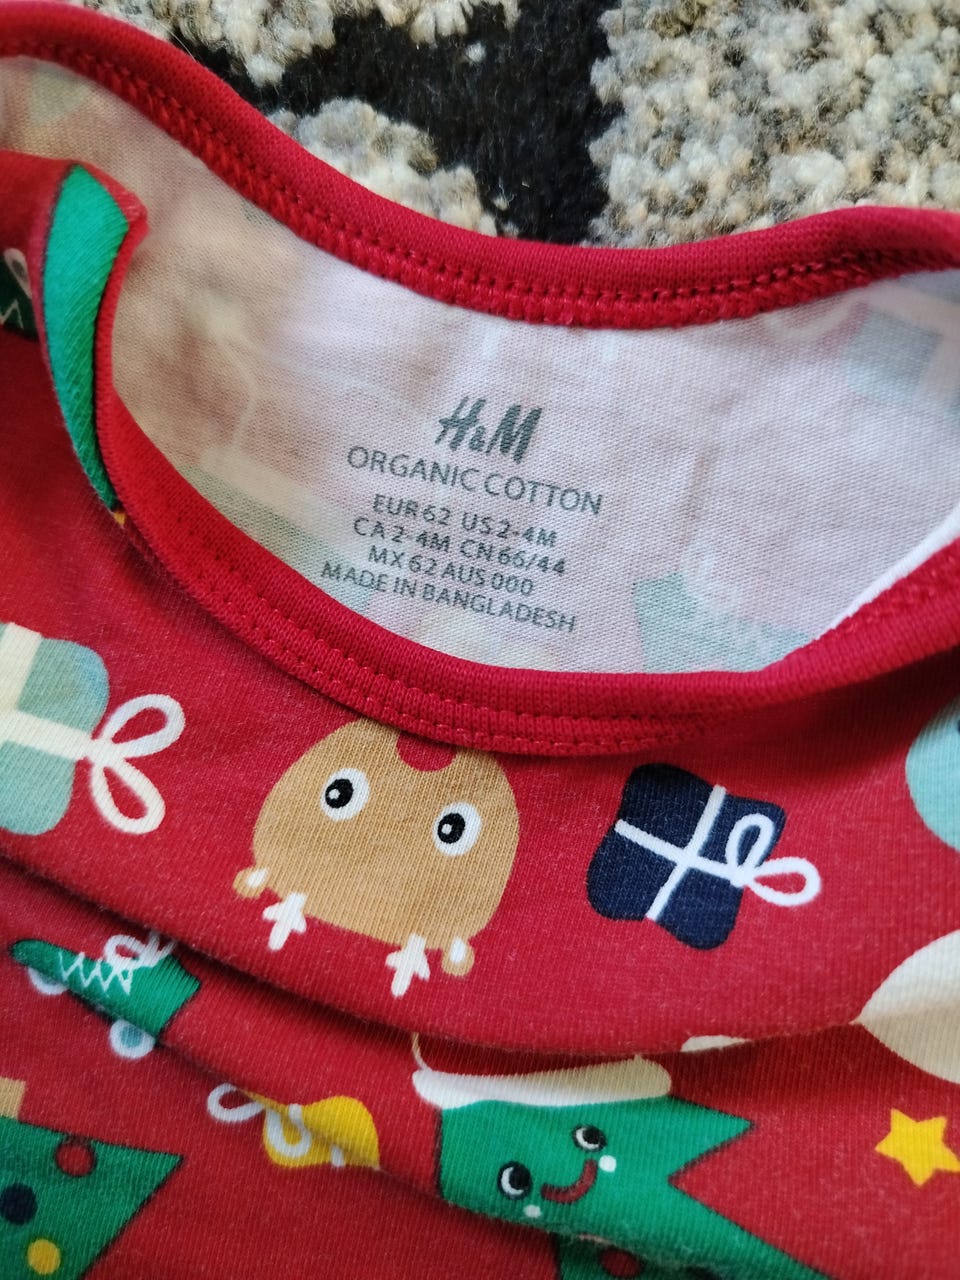 H&M
ORGANIC COTTON
EUR 62 US 2-4M
CA 2-4M CN 66/44
MX 62 AUS 000
MADE IN BANGLADESH